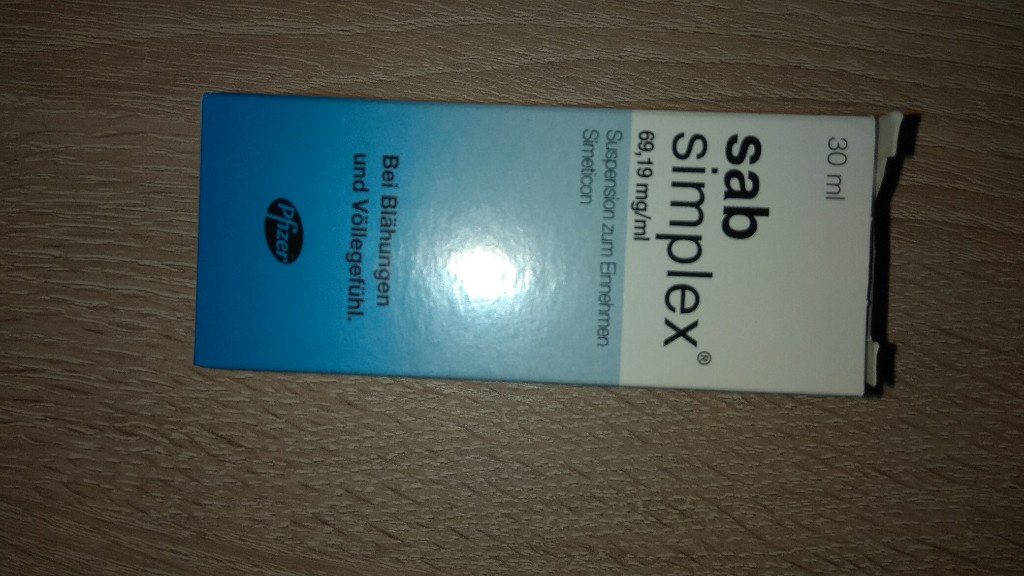 30 ml
sab
simplex®
69,19 mg/ml
Suspension zum Einnehmen
Simeticon
Bei Blähungen
und Völlegefühl.
Pfizer